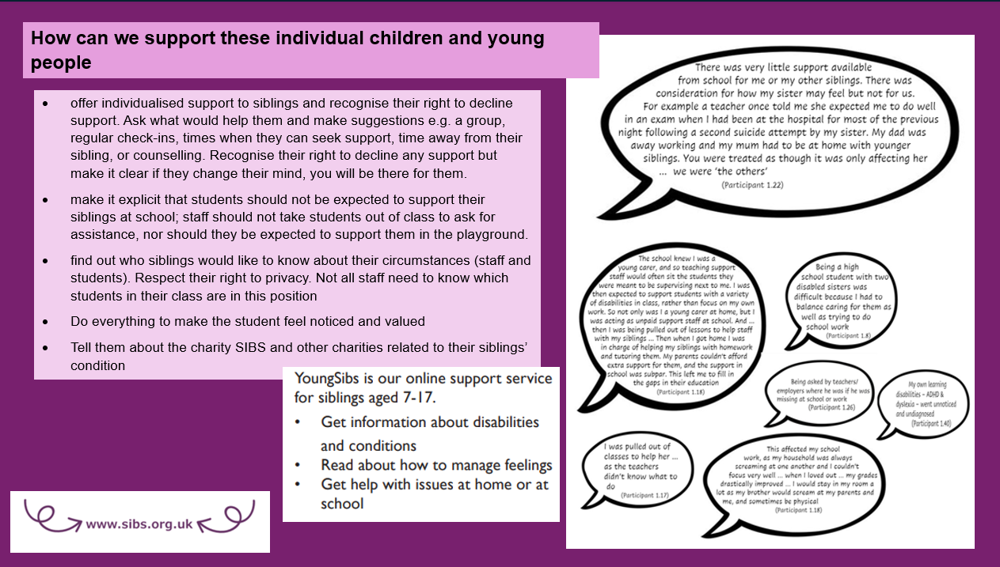 How can we support these individual children and young
people
• offer individualised support to siblings and recognise their right to decline
support. Ask what would help them and make suggestions e.g. a group,
regular check-ins, times when they can seek support, time away from their
sibling, or counselling. Recognise their right to decline any support but
make it clear if they change their mind, you will be there for them.
• make it explicit that students should not be expected to support their
siblings at school; staff should not take students out of class to ask for
assistance, nor should they be expected to support them in the playground.
• find out who siblings would like to know about their circumstances (staff and
students). Respect their right to privacy. Not all staff need to know which
students in their class are in this position
• Do everything to make the student feel noticed and valued
• Tell them about the charity SIBS and other charities related to their siblings’
condition
YoungSibs is our online support service
for siblings aged 7-17.
• Get information about disabilities
and conditions
• Read about how to manage feelings
• Get help with issues at home or at
school
www.sibs.org.uk
There was very little support available
from school for me or my other siblings. There was
consideration for how my sister may feel but not for us.
For example a teacher once told me she expected me to do well
in an exam when I had been at the hospital for most of the previous
night following a second suicide attempt by my sister. My dad was
away working and my mum had to be at home with younger
siblings. You were treated as though it was only affecting her
... we were ‘the others’
(Participant 1.22)
The school knew I was a
young carer, and so teaching support
staff would often sit the students they
were meant to be supervising next to me. I was
then expected to support students with a variety
of disabilities in class, rather than focus on my own
work. So not only was I a young carer at home, but I
was acting as unpaid support staff at school. And ...
then I was being pulled out of lessons to help staff
with my siblings ... Then when I got home I was
in charge of helping my siblings with homework
and tutoring them. My parents couldn't afford
extra support for them, and the support in
school was subpar. This left me to fill in
the gaps in their education
(Participant 1.18)
Being a high
school student with two
disabled sisters was
difficult because I had to
balance caring for them as
well as trying to do
school work
(Participant 1.8)
Being asked by teachers/
employers where he was if he was
missing at school or work
(Participant 1.26)
My own learning
disabilities – ADHD &
dyslexia – went unnoticed
and undiagnosed
(Participant 1.40)
I was pulled out of
classes to help her ...
as the teachers
didn't know what to
do
(Participant 1.17)
This affected my school
work, as my household was always
screaming at one another and I couldn't
focus very well ... when I loved out ... my grades
drastically improved ... I would stay in my room a
lot as my brother would scream at my parents and
me, and sometimes be physical
(Participant 1.18)